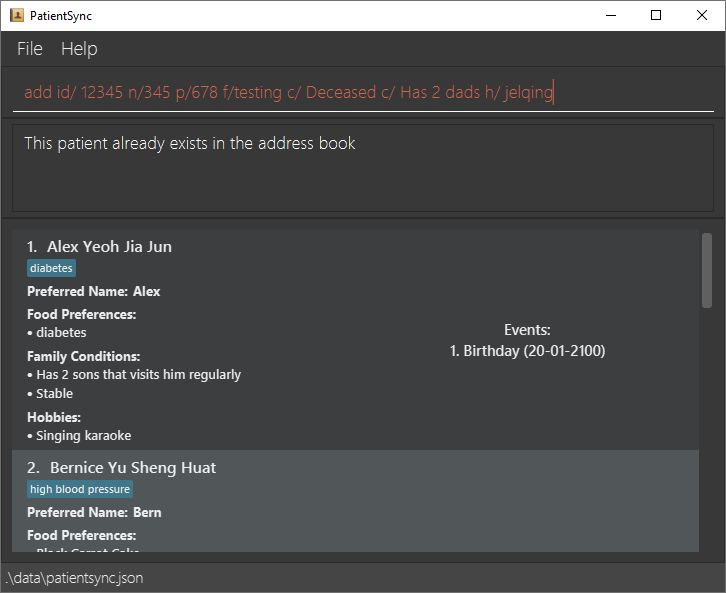 PatientSync
File Help
add id/ 12345 n/345 p/678 f/testing c/ Deceased c/ Has 2 dads h/ jelqing
This patient already exists in the address book
1. Alex Yeoh Jia Jun
diabetes
Preferred Name: Alex
Food Preferences:
• diabetes
Family Conditions:
• Has 2 sons that visits him regularly
• Stable
Hobbies:
• Singing karaoke
Events:
1. Birthday (20-01-2100)
2. Bernice Yu Sheng Huat
high blood pressure
Preferred Name: Bern
Food Preferences:
• Black Carrot Cake
.\data\patientsync.json